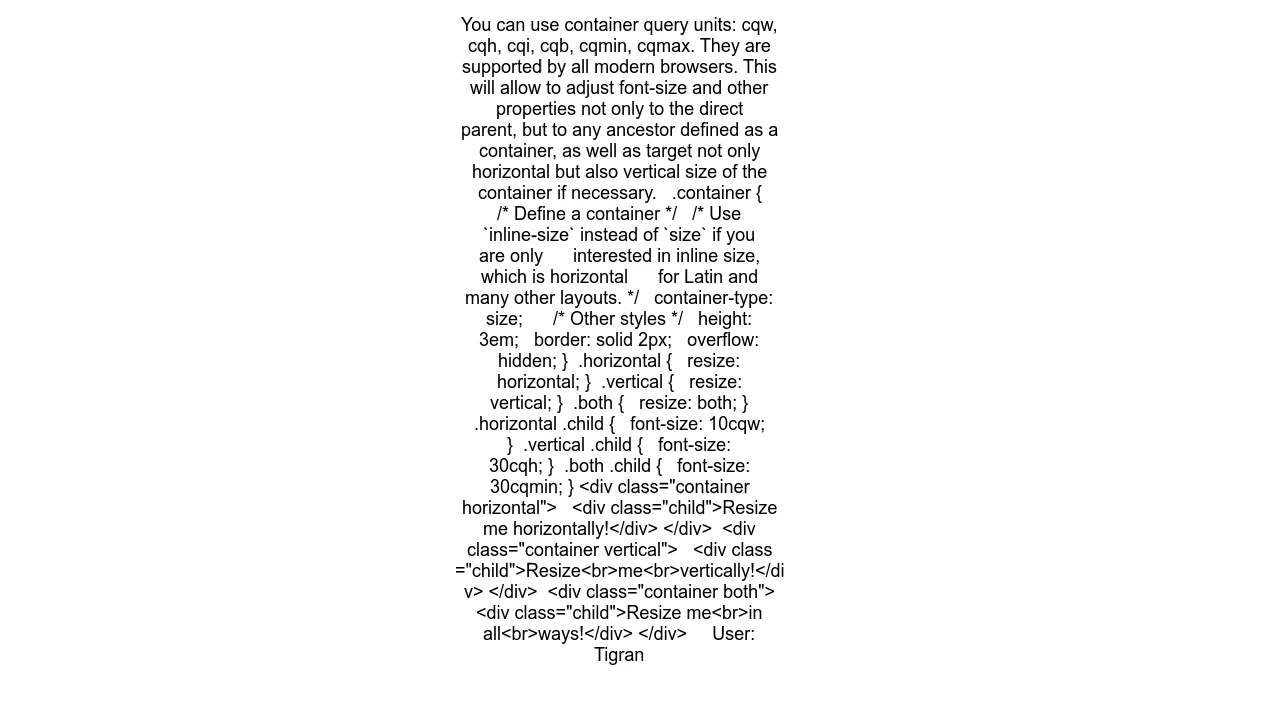 You can use container query units: cqw,
cqh, cqi, cqb, cqmin, cqmax. They are
supported by all modern browsers. This
will allow to adjust font-size and other
properties not only to the direct
parent, but to any ancestor defined as a
container, as well as target not only
horizontal but also vertical size of the
container if necessary.   .container {
/* Define a container */   /* Use
`inline-size` instead of `size` if you
are only      interested in inline size,
which is horizontal      for Latin and
many other layouts. */   container-type:
size;      /* Other styles */   height:
3em;   border: solid 2px;   overflow:
hidden; }  .horizontal {   resize:
horizontal; }  .vertical {   resize:
vertical; }  .both {   resize: both; }
.horizontal .child {   font-size: 10cqw;
}  .vertical .child {   font-size:
30cqh; }  .both .child {   font-size:
30cqmin; } <div class="container
horizontal">   <div class="child">Resize
me horizontally!</div> </div>  <div
class="container vertical">   <div class
="child">Resize<br>me<br>vertically!</di
v> </div>  <div class="container both">
<div class="child">Resize me<br>in
all<br>ways!</div> </div>     User:
Tigran